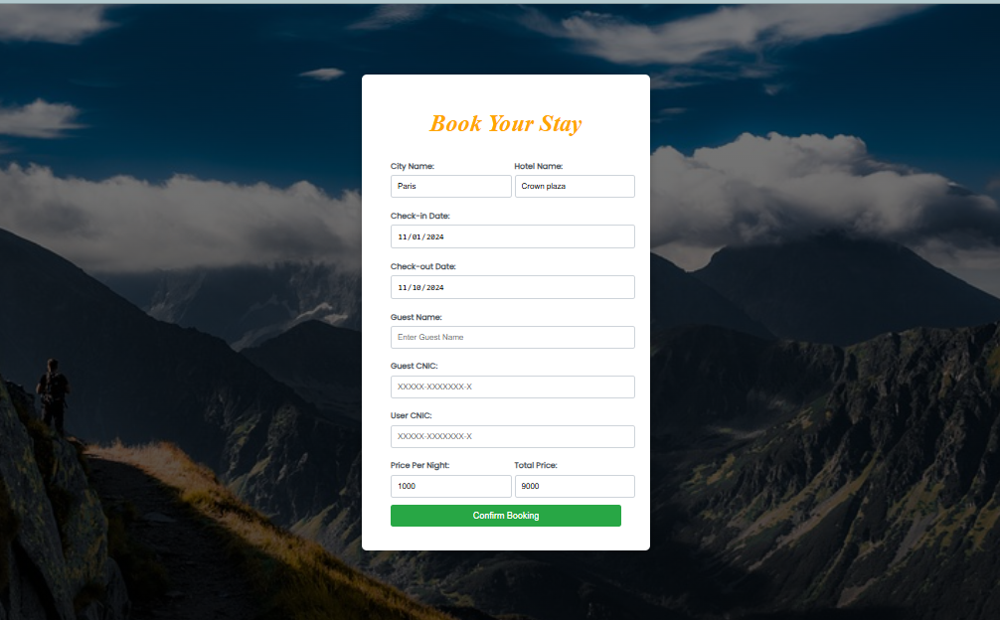 Book Your Stay
City Name: Hotel Name:
Paris Crown plaza
Check-in Date:
11/01/2024
Check-out Date:
11/10/2024
Guest Name:
Enter Guest Name
Guest CNIC:
XXXXX-XXXXXXX-X
User CNIC:
XXXXX-XXXXXXX-X
Price Per Night: Total Price:
1000 9000
Confirm Booking